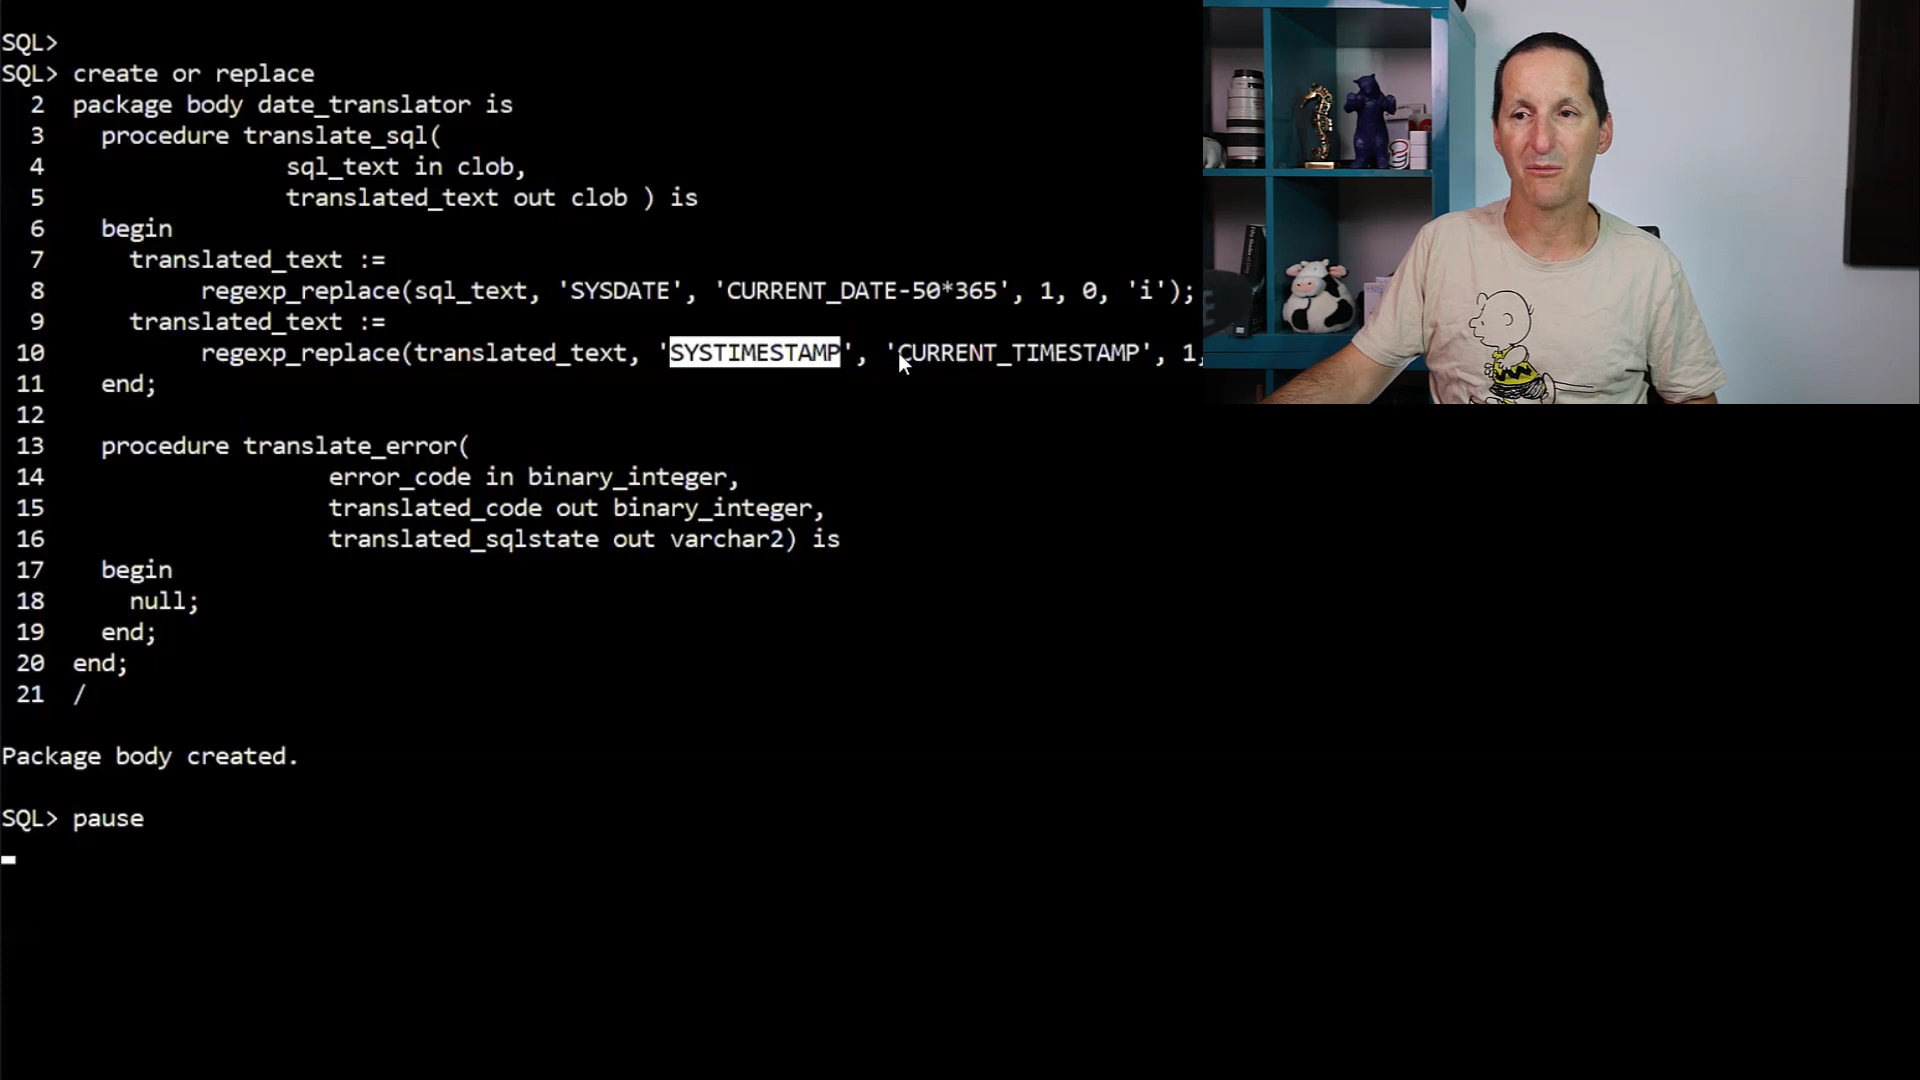 SQL>
SQL> create or replace
2 package body date_translator is
3 procedure translate_sql(
4 sql_text in clob,
5 translated_text out clob ) is
6 begin
7 translated_text :=
8 regexp_replace(sql_text, 'SYSDATE', 'CURRENT_DATE-50*365', 1, 0, 'i');
9 translated_text :=
10 regexp_replace(translated_text, 'SYSTIMESTAMP', 'CURRENT_TIMESTAMP', 1,
11 end;
12
13 procedure translate_error(
14 error_code in binary_integer,
15 translated_code out binary_integer,
16 translated_sqlstate out varchar2) is
17 begin
18 null;
19 end;
20 end;
21 /
Package body created.
SQL> pause